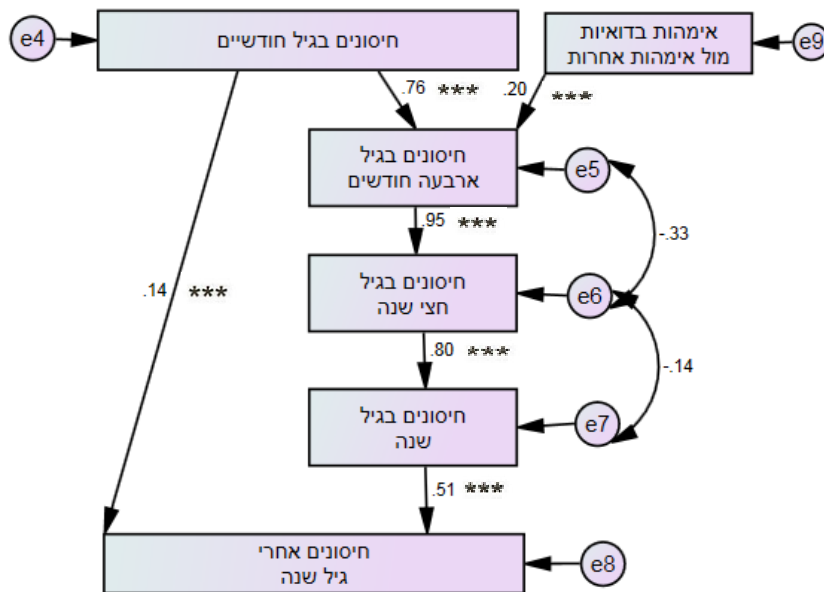 e4
חיסונים בגיל חודשיים
אימהות בדואיות
מול אימהות אחרות
e9
.76 ***
.20 ***
חיסונים בגיל
ארבעה חודשים
e5
.95 ***
-.33
.14 ***
חיסונים בגיל
חצי שנה
e6
.80 ***
-.14
חיסונים בגיל
שנה
e7
.51 ***
חיסונים אחרי
גיל שנה
e8